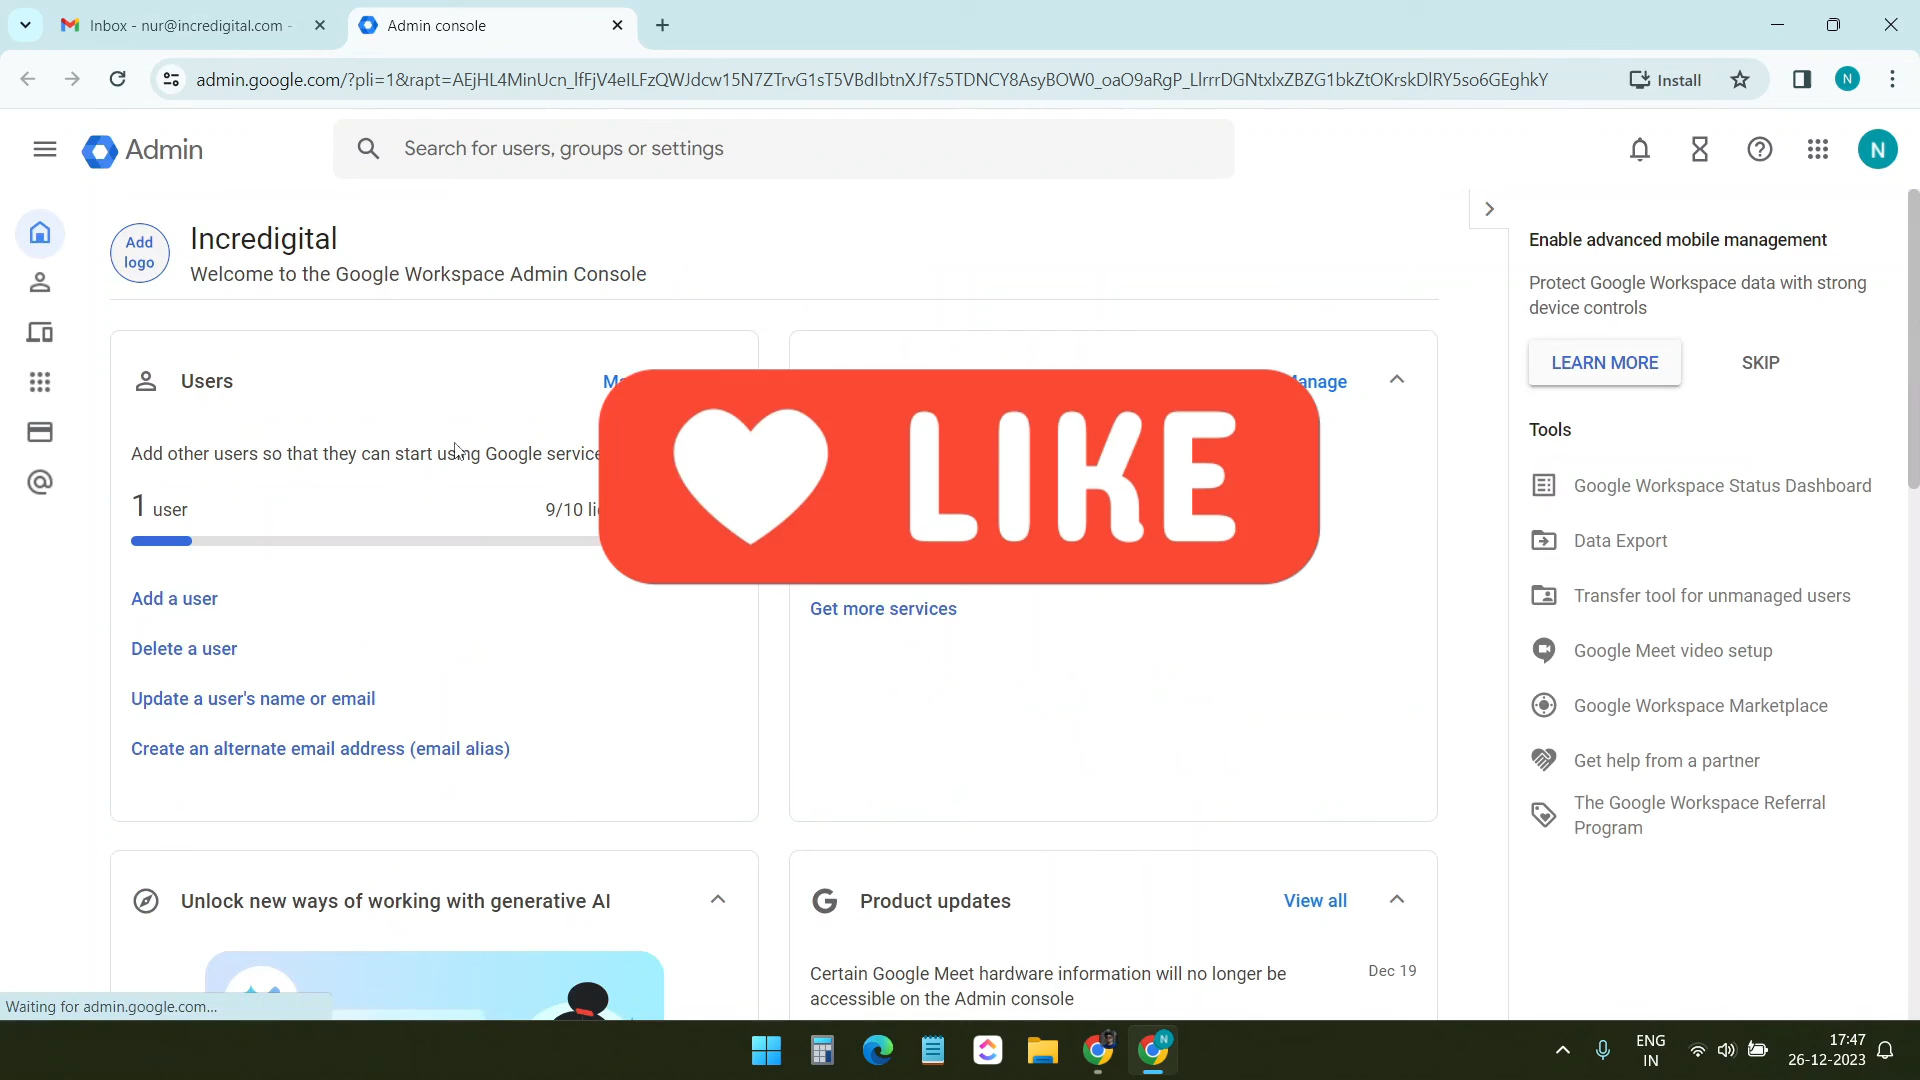 Inbox - nur@incredigital.com -
Admin console
admin.google.com/?pli=1&rapt=AEjHL4MinUcn_lfFjV4eILFzQWJdcw15N7ZTrvG1sT5VBdIbtnXJf7s5TDNCY8AsyBOW0_oaO9aRgP_LlrrrDGNtxlxZBZG1bkZtOKrskDlRY5so6GEghkY
Install
N
Admin
Search for users, groups or settings
N
Add
logo
Incredigital
Welcome to the Google Workspace Admin Console
Users
Manage
Add other users so that they can start using Google service
1 user
9/10 li
Add a user
Delete a user
Update a user's name or email
Create an alternate email address (email alias)
LIKE
Get more services
Unlock new ways of working with generative AI
Product updates
View all
Certain Google Meet hardware information will no longer be
accessible on the Admin console
Dec 19
Enable advanced mobile management
Protect Google Workspace data with strong
device controls
LEARN MORE
SKIP
Tools
Google Workspace Status Dashboard
Data Export
Transfer tool for unmanaged users
Google Meet video setup
Google Workspace Marketplace
Get help from a partner
The Google Workspace Referral
Program
Waiting for admin.google.com...
N
ENG
IN
17:47
26-12-2023